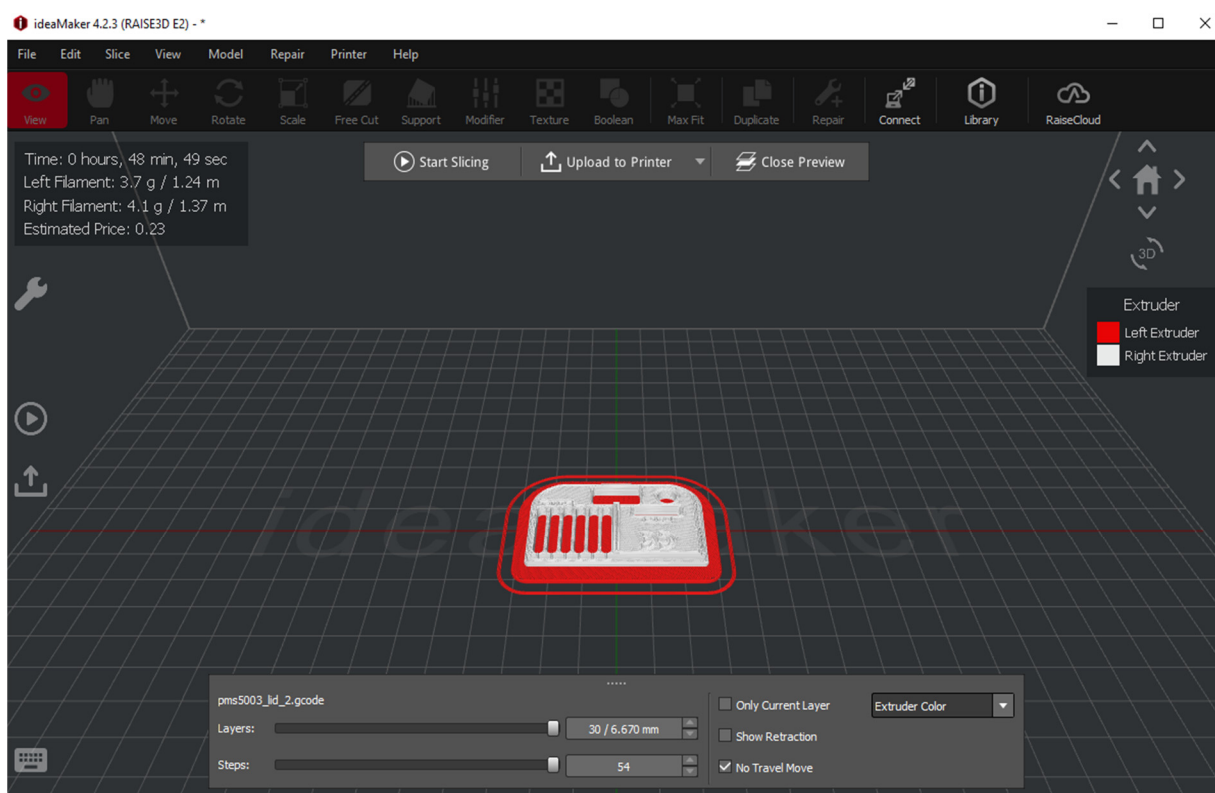 ideaMaker 4.2.3 (RAISE3D E2) - *
File Edit Slice View Model Repair Printer Help
View Pan Move Rotate Scale Free Cut Support Modifier Texture Boolean Max Fit Duplicate Repair Connect Library RaiseCloud
Time: 0 hours, 48 min, 49 sec
Left Filament: 3.7 g / 1.24 m
Right Filament: 4.1 g / 1.37 m
Estimated Price: 0.23
Start Slicing Upload to Printer Close Preview
3D
Extruder
Left Extruder
Right Extruder
ideaMaker
pms5003_lid_2.gcode
Layers: 30 / 6.670 mm
Steps: 54
Only Current Layer
Show Retraction
No Travel Move
Extruder Color